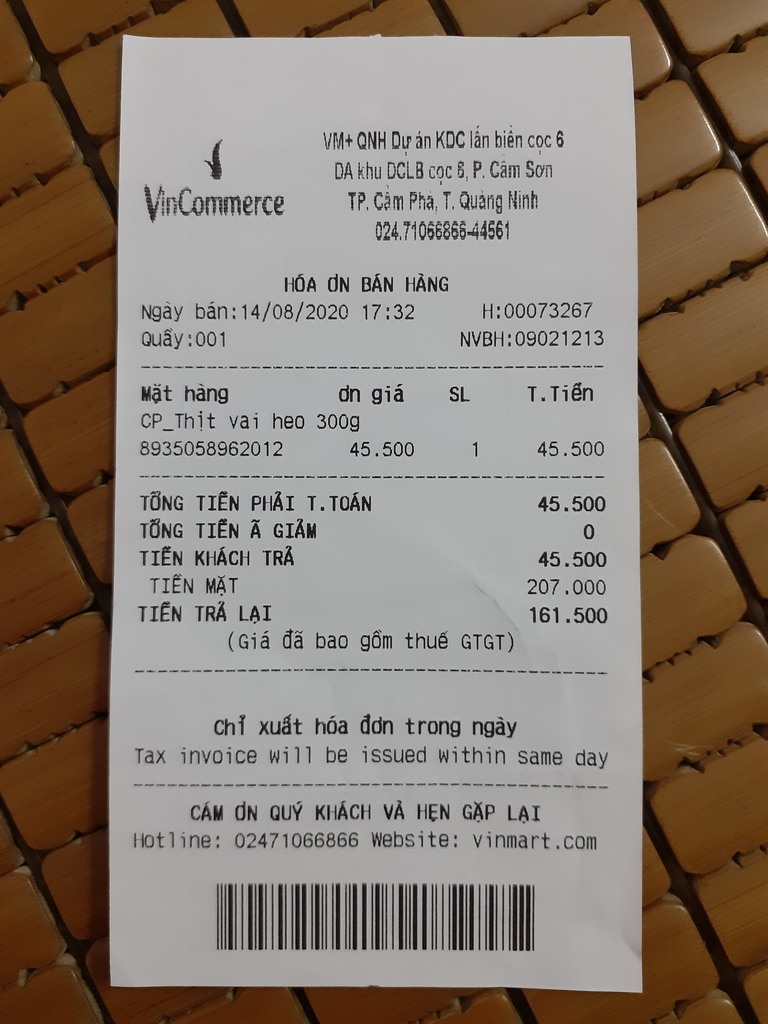 VinCommerce
VM+ QNH Dự án KDC lấn biển cọc 6
DA khu DCLB cọc 6, P. Cẩm Sơn
TP. Cẩm Phả, T. Quảng Ninh
024.71066866-44561
HÓA ƠN BÁN HÀNG
Ngày bán:14/08/2020 17:32 H:00073267
Quầy:001 NVBH:09021213
Mặt hàng ơn giá SL T.Tiền
CP_Thịt vai heo 300g
8935058962012 45.500 1 45.500
TỔNG TIỀN PHẢI T.TOÁN 45.500
TỔNG TIỀN Ã GIẢM 0
TIỀN KHÁCH TRẢ 45.500
TIỀN MẶT 207.000
TIỀN TRẢ LẠI 161.500
(Giá đã bao gồm thuế GTGT)
Chỉ xuất hóa đơn trong ngày
Tax invoice will be issued within same day
CÁM ƠN QUÝ KHÁCH VÀ HẸN GẶP LẠI
Hotline: 02471066866 Website: vinmart.com